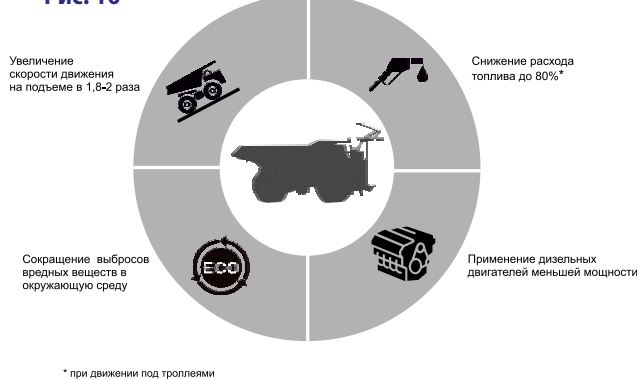 Рис. 10
Увеличение
скорости движения
на подъеме в 1,8-2 раза
Снижение расхода
топлива до 80%*
ECO
Сокращение выбросов
вредных веществ в
окружающую среду
Применение дизельных
двигателей меньшей мощности
* при движении под троллеями